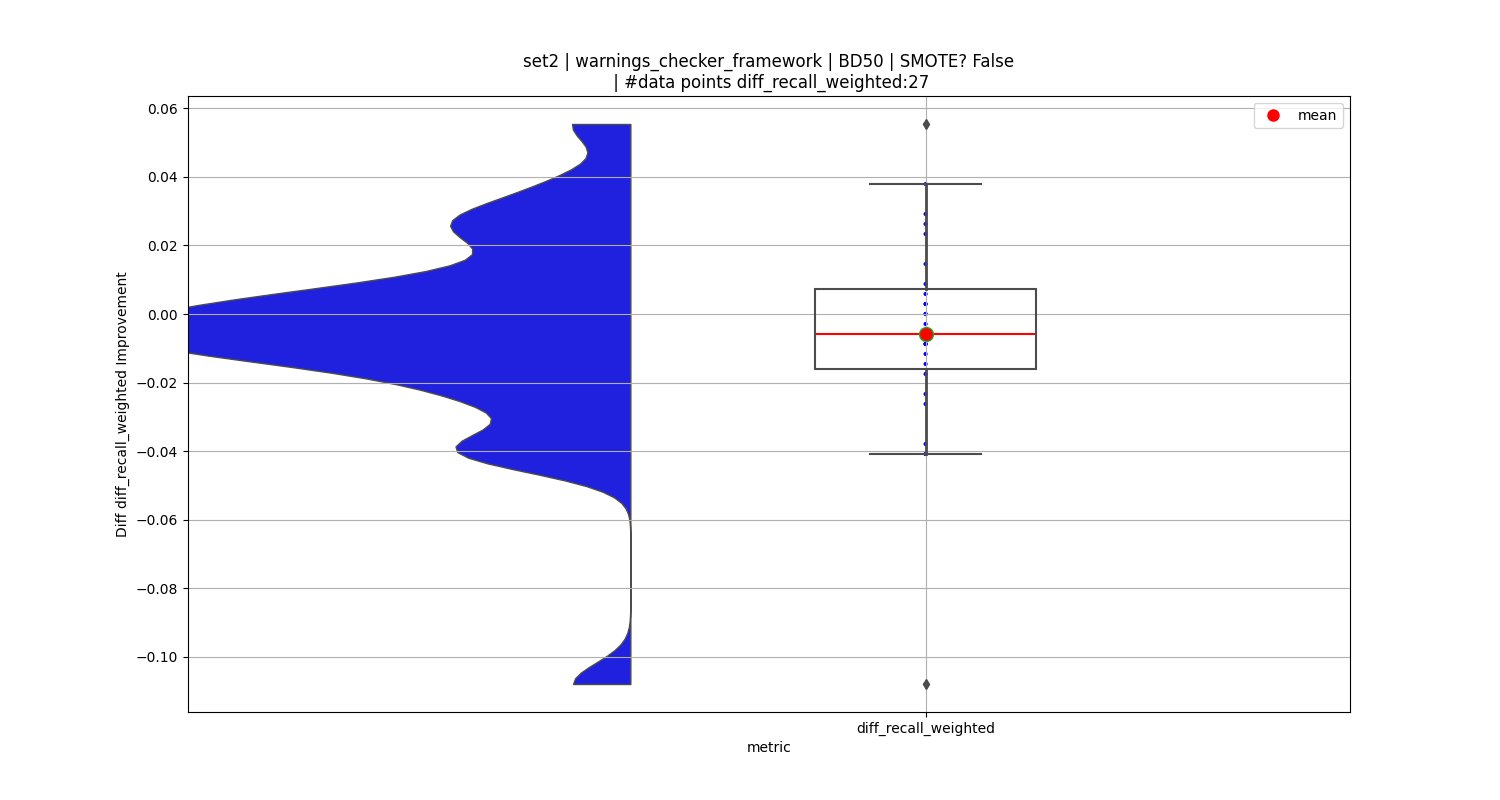 set2 | warnings_checker_framework | BD50 | SMOTE? False
| #data points diff_recall_weighted:27
mean
0.06
0.04
0.02
0.00
−0.02
−0.04
−0.06
−0.08
−0.10
Diff diff_recall_weighted Improvement
diff_recall_weighted
metric